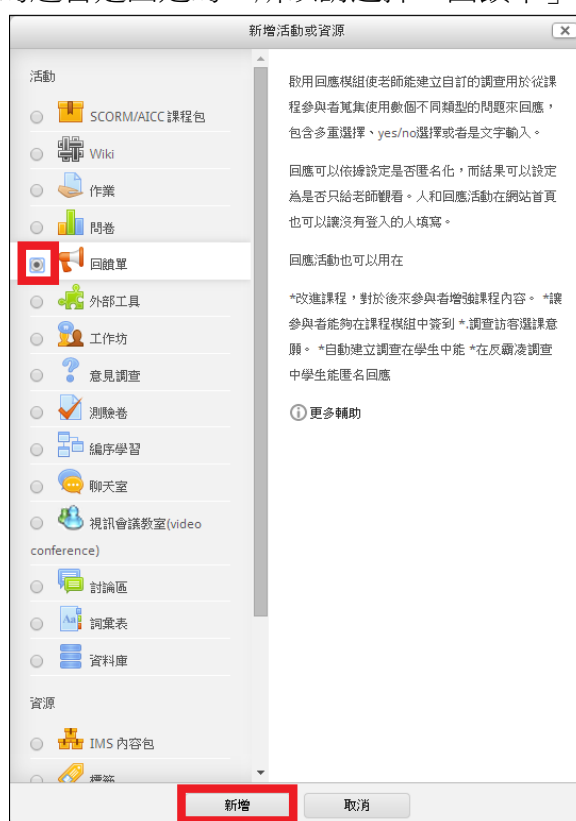 新增活動或資源
活動
SCORM/AICC 課程包
Wiki
作業
問卷
回饋單
外部工具
工作坊
意見調查
測驗卷
編序學習
聊天室
視訊會議教室(video
conference)
討論區
詞彙表
資料庫
資源
IMS 內容包
標籤
啟用回應模組使老師能建立自訂的調查用於從課
程參與者蒐集使用數個不同類型的問題來回應，
包含多重選擇、yes/no選擇或者是文字輸入。
回應可以依據設定是否匿名化，而結果可以設定
為是否只給老師觀看。人和回應活動在網站首頁
也可以讓沒有登入的人填寫。
回應活動也可以用在
*改進課程，對於後來參與者增強課程內容。 *讓
參與者能夠在課程模組中簽到 *.調查訪客選課意
願。 *自動建立調查在學生中能 *在反霸凌調查
中學生能匿名回應
更多輔助
新增
取消